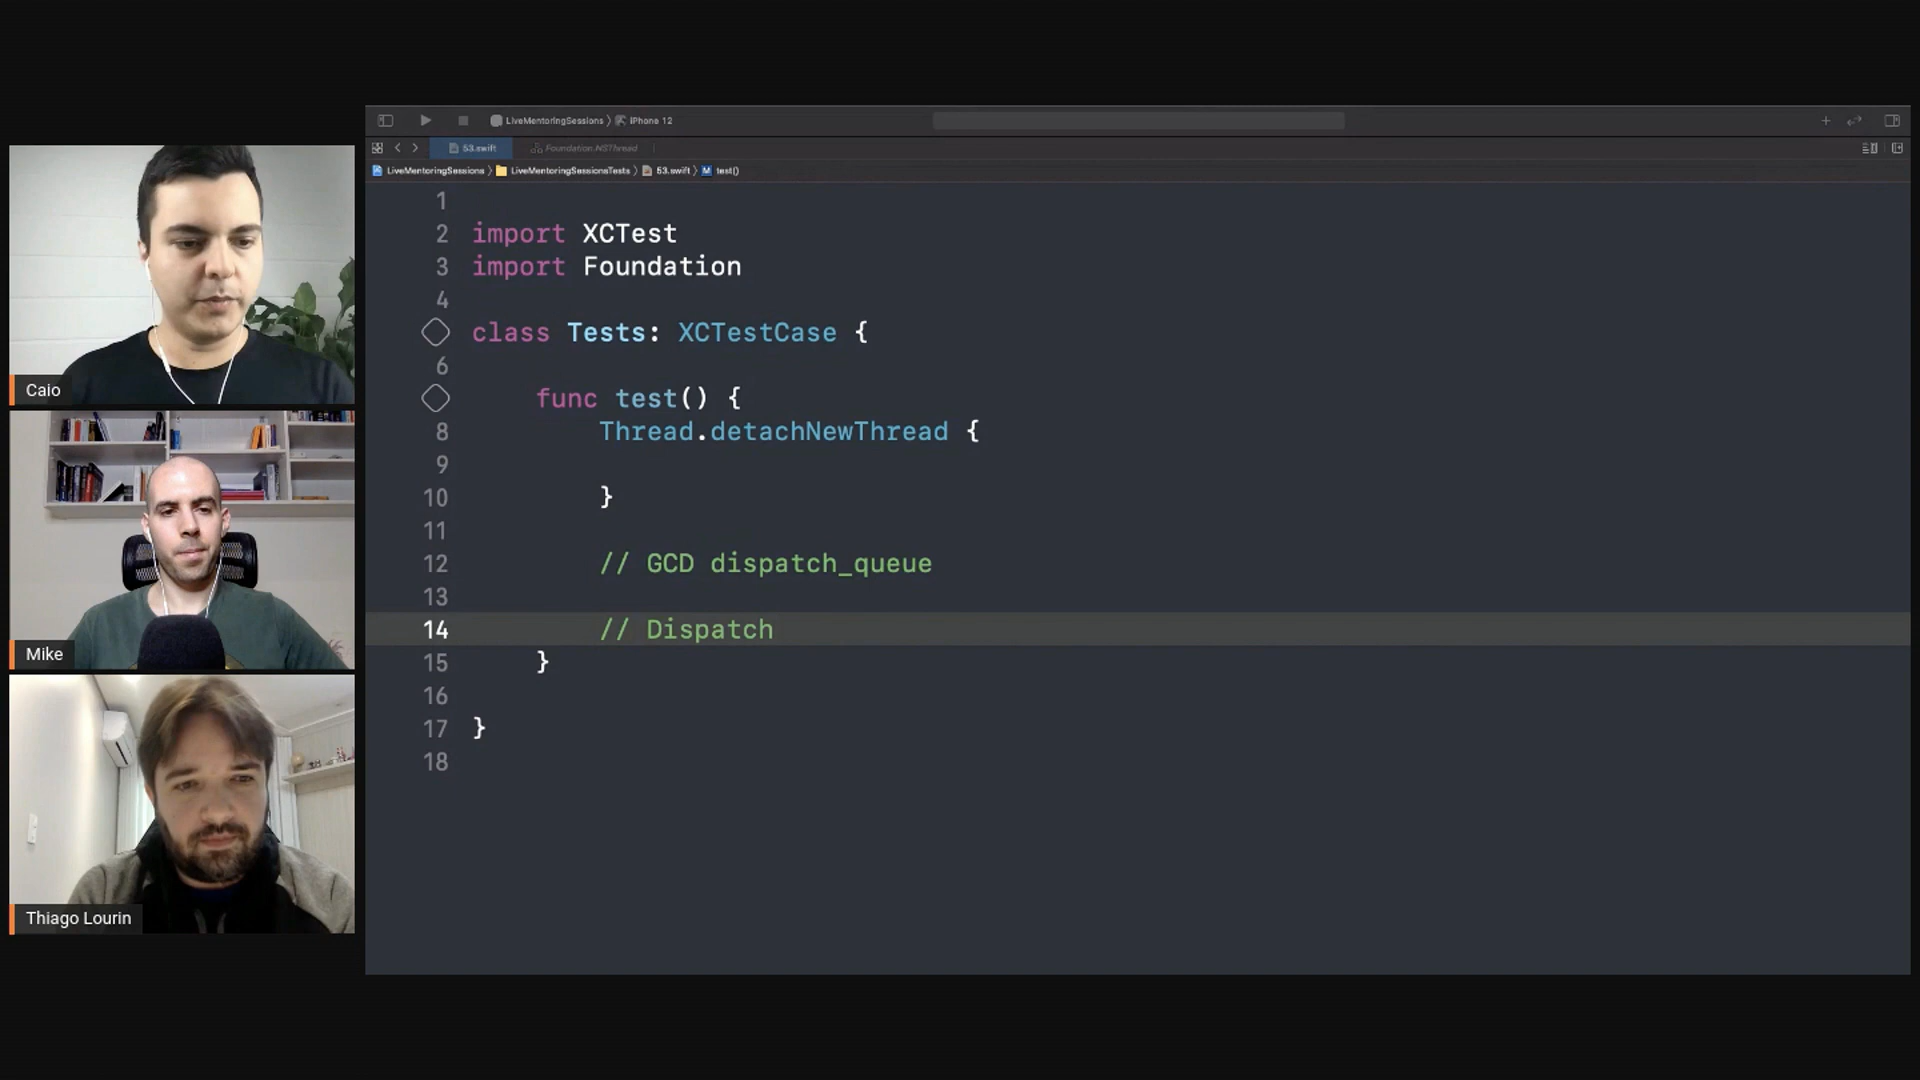 Caio
Mike
Thiago Lourin
LiveMentoringSessions 〉 iPhone 12
53.swift
Foundation.NSThread
LiveMentoringSessions 〉 LiveMentoringSessionsTests 〉 53.swift 〉 M test()
1
2 import XCTest
3 import Foundation
4
class Tests: XCTestCase {
6
func test() {
8 Thread.detachNewThread {
9
10 }
11
12 // GCD dispatch_queue
13
14 // Dispatch
15 }
16
17 }
18